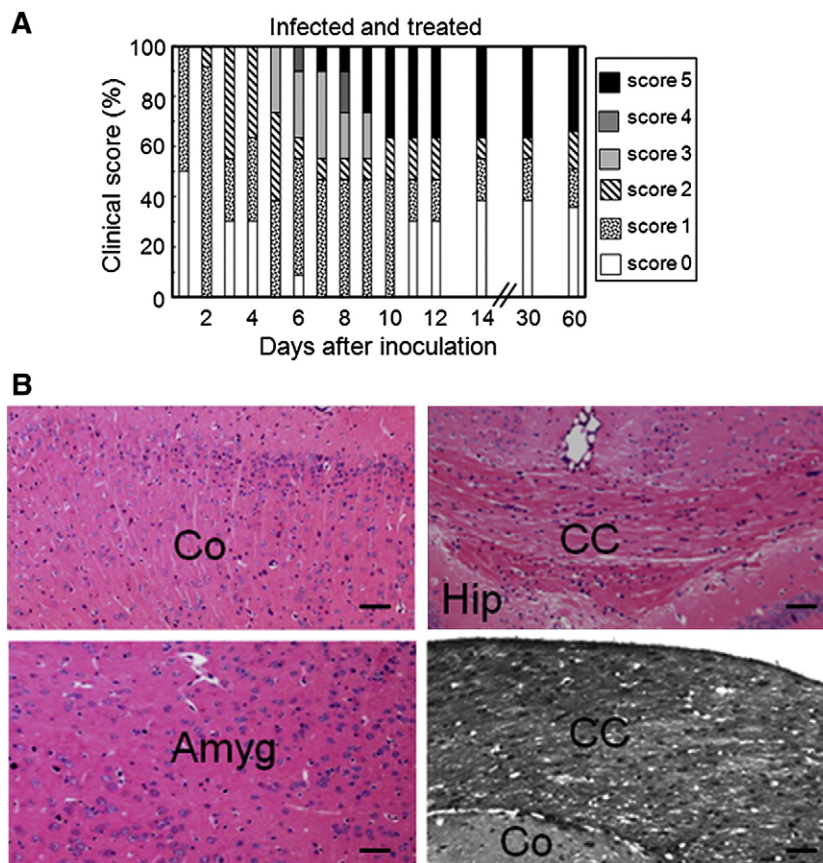 A
Infected and treated
Clinical score (%)
100
80
60
40
20
0
2
4
6
8
10
12
14
30
60
Days after inoculation
score 5
score 4
score 3
score 2
score 1
score 0
B
Co
CC
Hip
Amyg
CC
Co